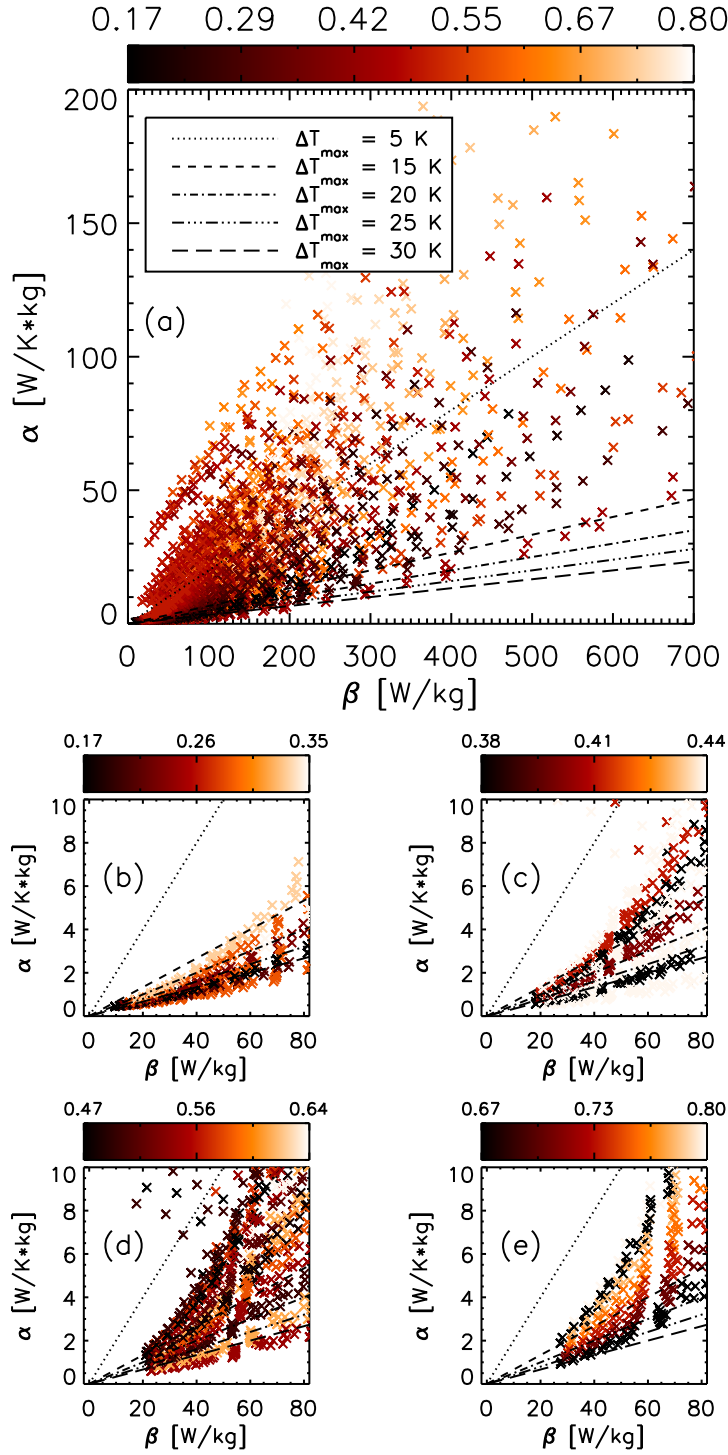 0.17 0.29 0.42 0.55 0.67 0.80
200
150
100
50
0
α [W/K*kg]
ΔTmax = 5 K
ΔTmax = 15 K
ΔTmax = 20 K
ΔTmax = 25 K
ΔTmax = 30 K
(a)
0 100 200 300 400 500 600 700
β [W/kg]
0.17 0.26 0.35
10
8
6
4
2
0
α [W/K*kg]
(b)
0 20 40 60 80
β [W/kg]
0.38 0.41 0.44
10
8
6
4
2
0
α [W/K*kg]
(c)
0 20 40 60 80
β [W/kg]
0.47 0.56 0.64
10
8
6
4
2
0
α [W/K*kg]
(d)
0 20 40 60 80
β [W/kg]
0.67 0.73 0.80
10
8
6
4
2
0
α [W/K*kg]
(e)
0 20 40 60 80
β [W/kg]